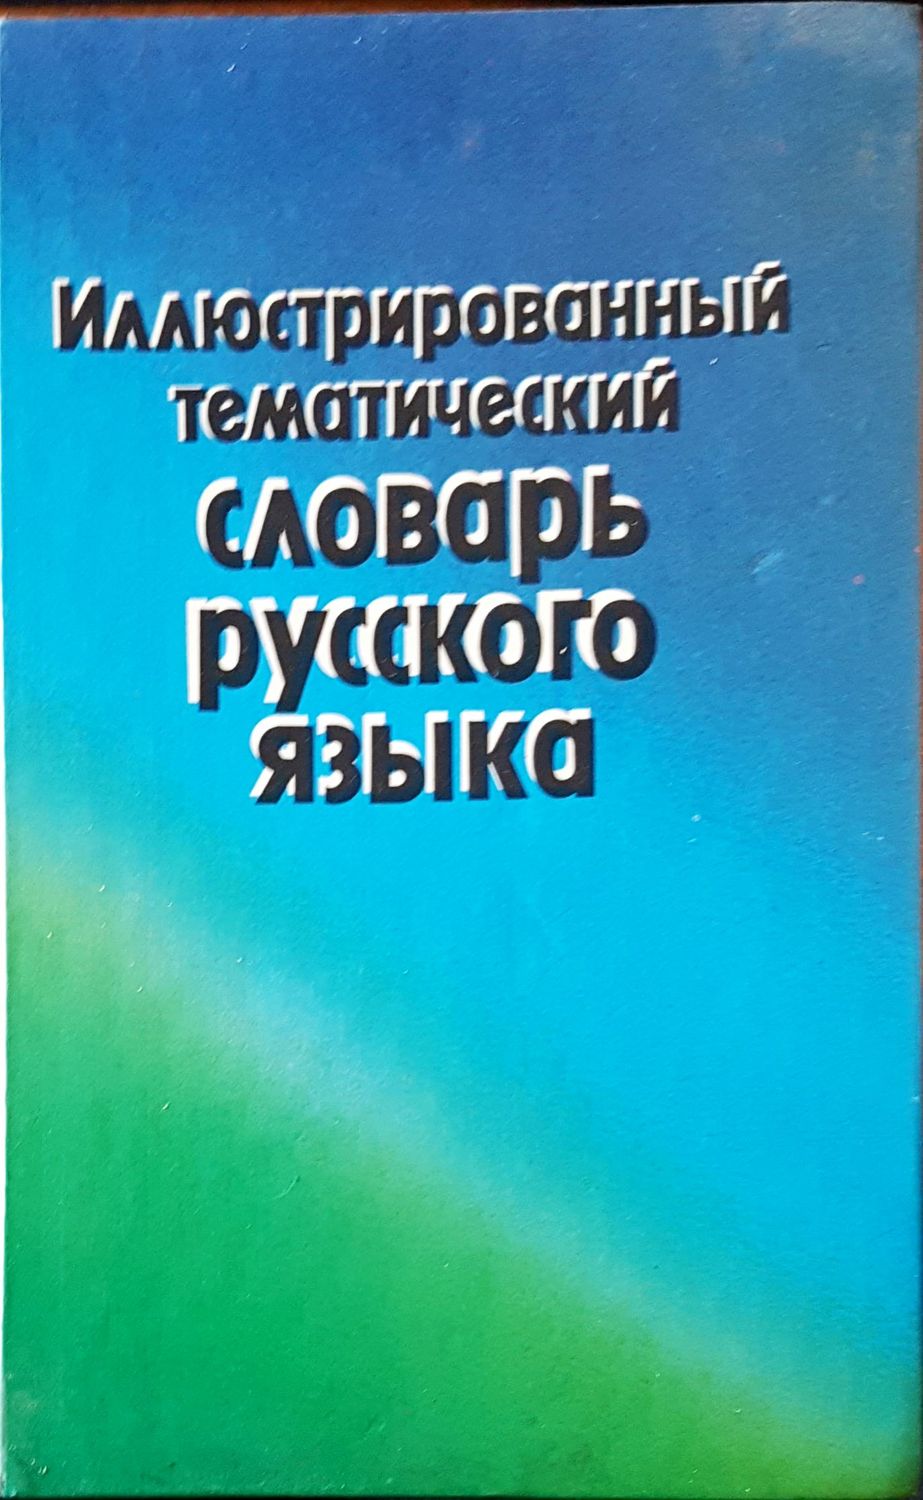 Иллюстрированный
тематический
словарь
русского
языка